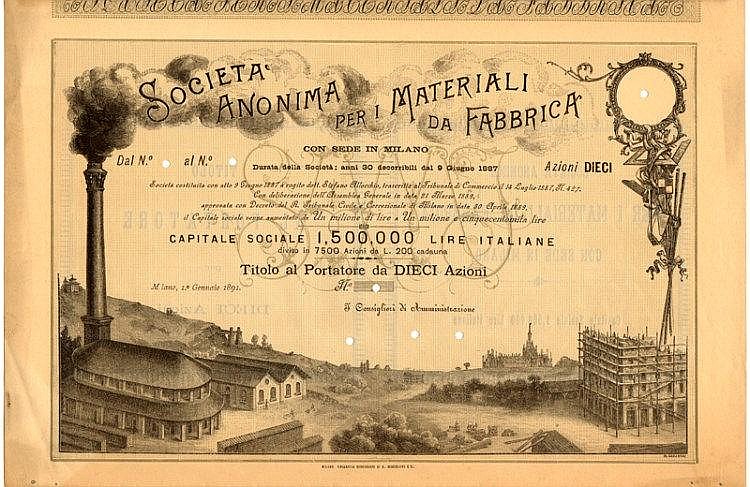 SOCIETÀ ANONIMA PER I MATERIALI DA FABBRICA
CON SEDE IN MILANO
Durata della Società: anni 30 decorribili dal 9 Giugno 1887
Dal N.° al N.°
Azioni DIECI
Società costituita con atto 9 Giugno 1887 a rogito dott. Stefano Allocchio, trascritto al Tribunale di Commercio il 14 Luglio 1887, N. 427.
Con deliberazione dell'Assemblea Generale in data 21 Marzo 1889,
approvata con Decreto del R. Tribunale Civile e Correzionale di Milano in data 30 Aprile 1889,
il Capitale sociale venne aumentato da Un milione di lire a Un milione e cinquecentomila lire
CAPITALE SOCIALE 1,500,000 LIRE ITALIANE
diviso in 7500 Azioni da L. 200 cadauna
Titolo al Portatore da DIECI Azioni
N.°
Milano, 1.° Gennaio 1891.
I Consiglieri di Amministrazione